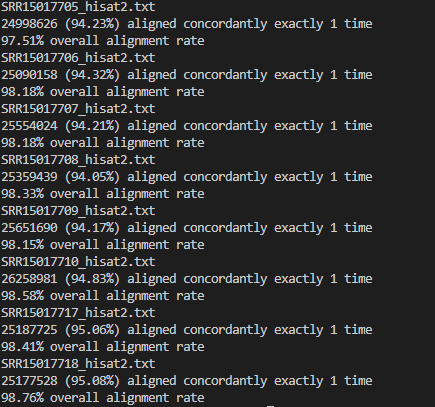 SRR15017705_hisat2.txt
24998626 (94.23%) aligned concordantly exactly 1 time
97.51% overall alignment rate
SRR15017706_hisat2.txt
25090158 (94.32%) aligned concordantly exactly 1 time
98.18% overall alignment rate
SRR15017707_hisat2.txt
25554024 (94.21%) aligned concordantly exactly 1 time
98.18% overall alignment rate
SRR15017708_hisat2.txt
25359439 (94.05%) aligned concordantly exactly 1 time
98.33% overall alignment rate
SRR15017709_hisat2.txt
25651690 (94.17%) aligned concordantly exactly 1 time
98.15% overall alignment rate
SRR15017710_hisat2.txt
26258981 (94.83%) aligned concordantly exactly 1 time
98.58% overall alignment rate
SRR15017717_hisat2.txt
25187725 (95.06%) aligned concordantly exactly 1 time
98.41% overall alignment rate
SRR15017718_hisat2.txt
25177528 (95.08%) aligned concordantly exactly 1 time
98.76% overall alignment rate